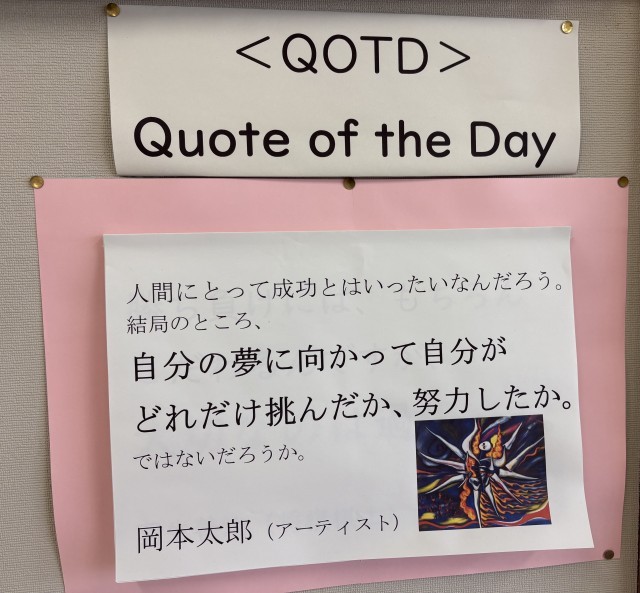 ＜QOTD＞
Quote of the Day
人間にとって成功とはいったいなんだろう。
結局のところ、
自分の夢に向かって自分が
どれだけ挑んだか、努力したか。
ではないだろうか。
岡本太郎（アーティスト）